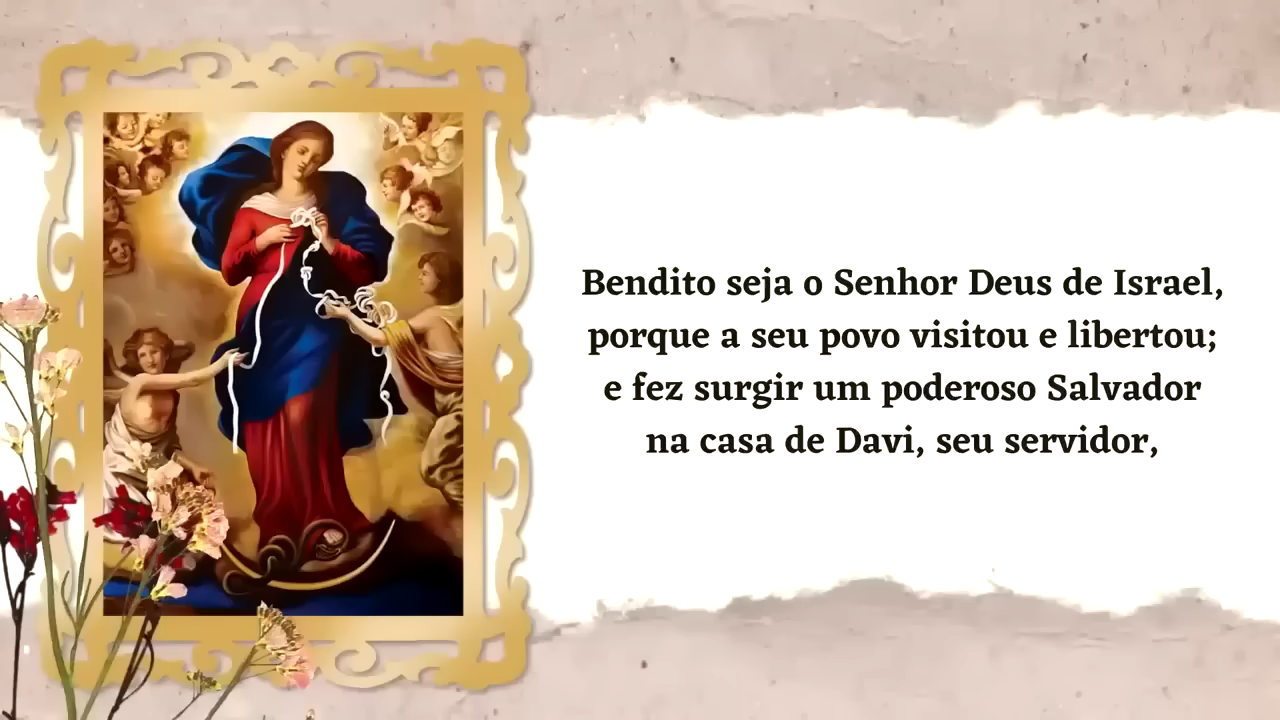 Bendito seja o Senhor Deus de Israel,
porque a seu povo visitou e libertou;
e fez surgir um poderoso Salvador
na casa de Davi, seu servidor,